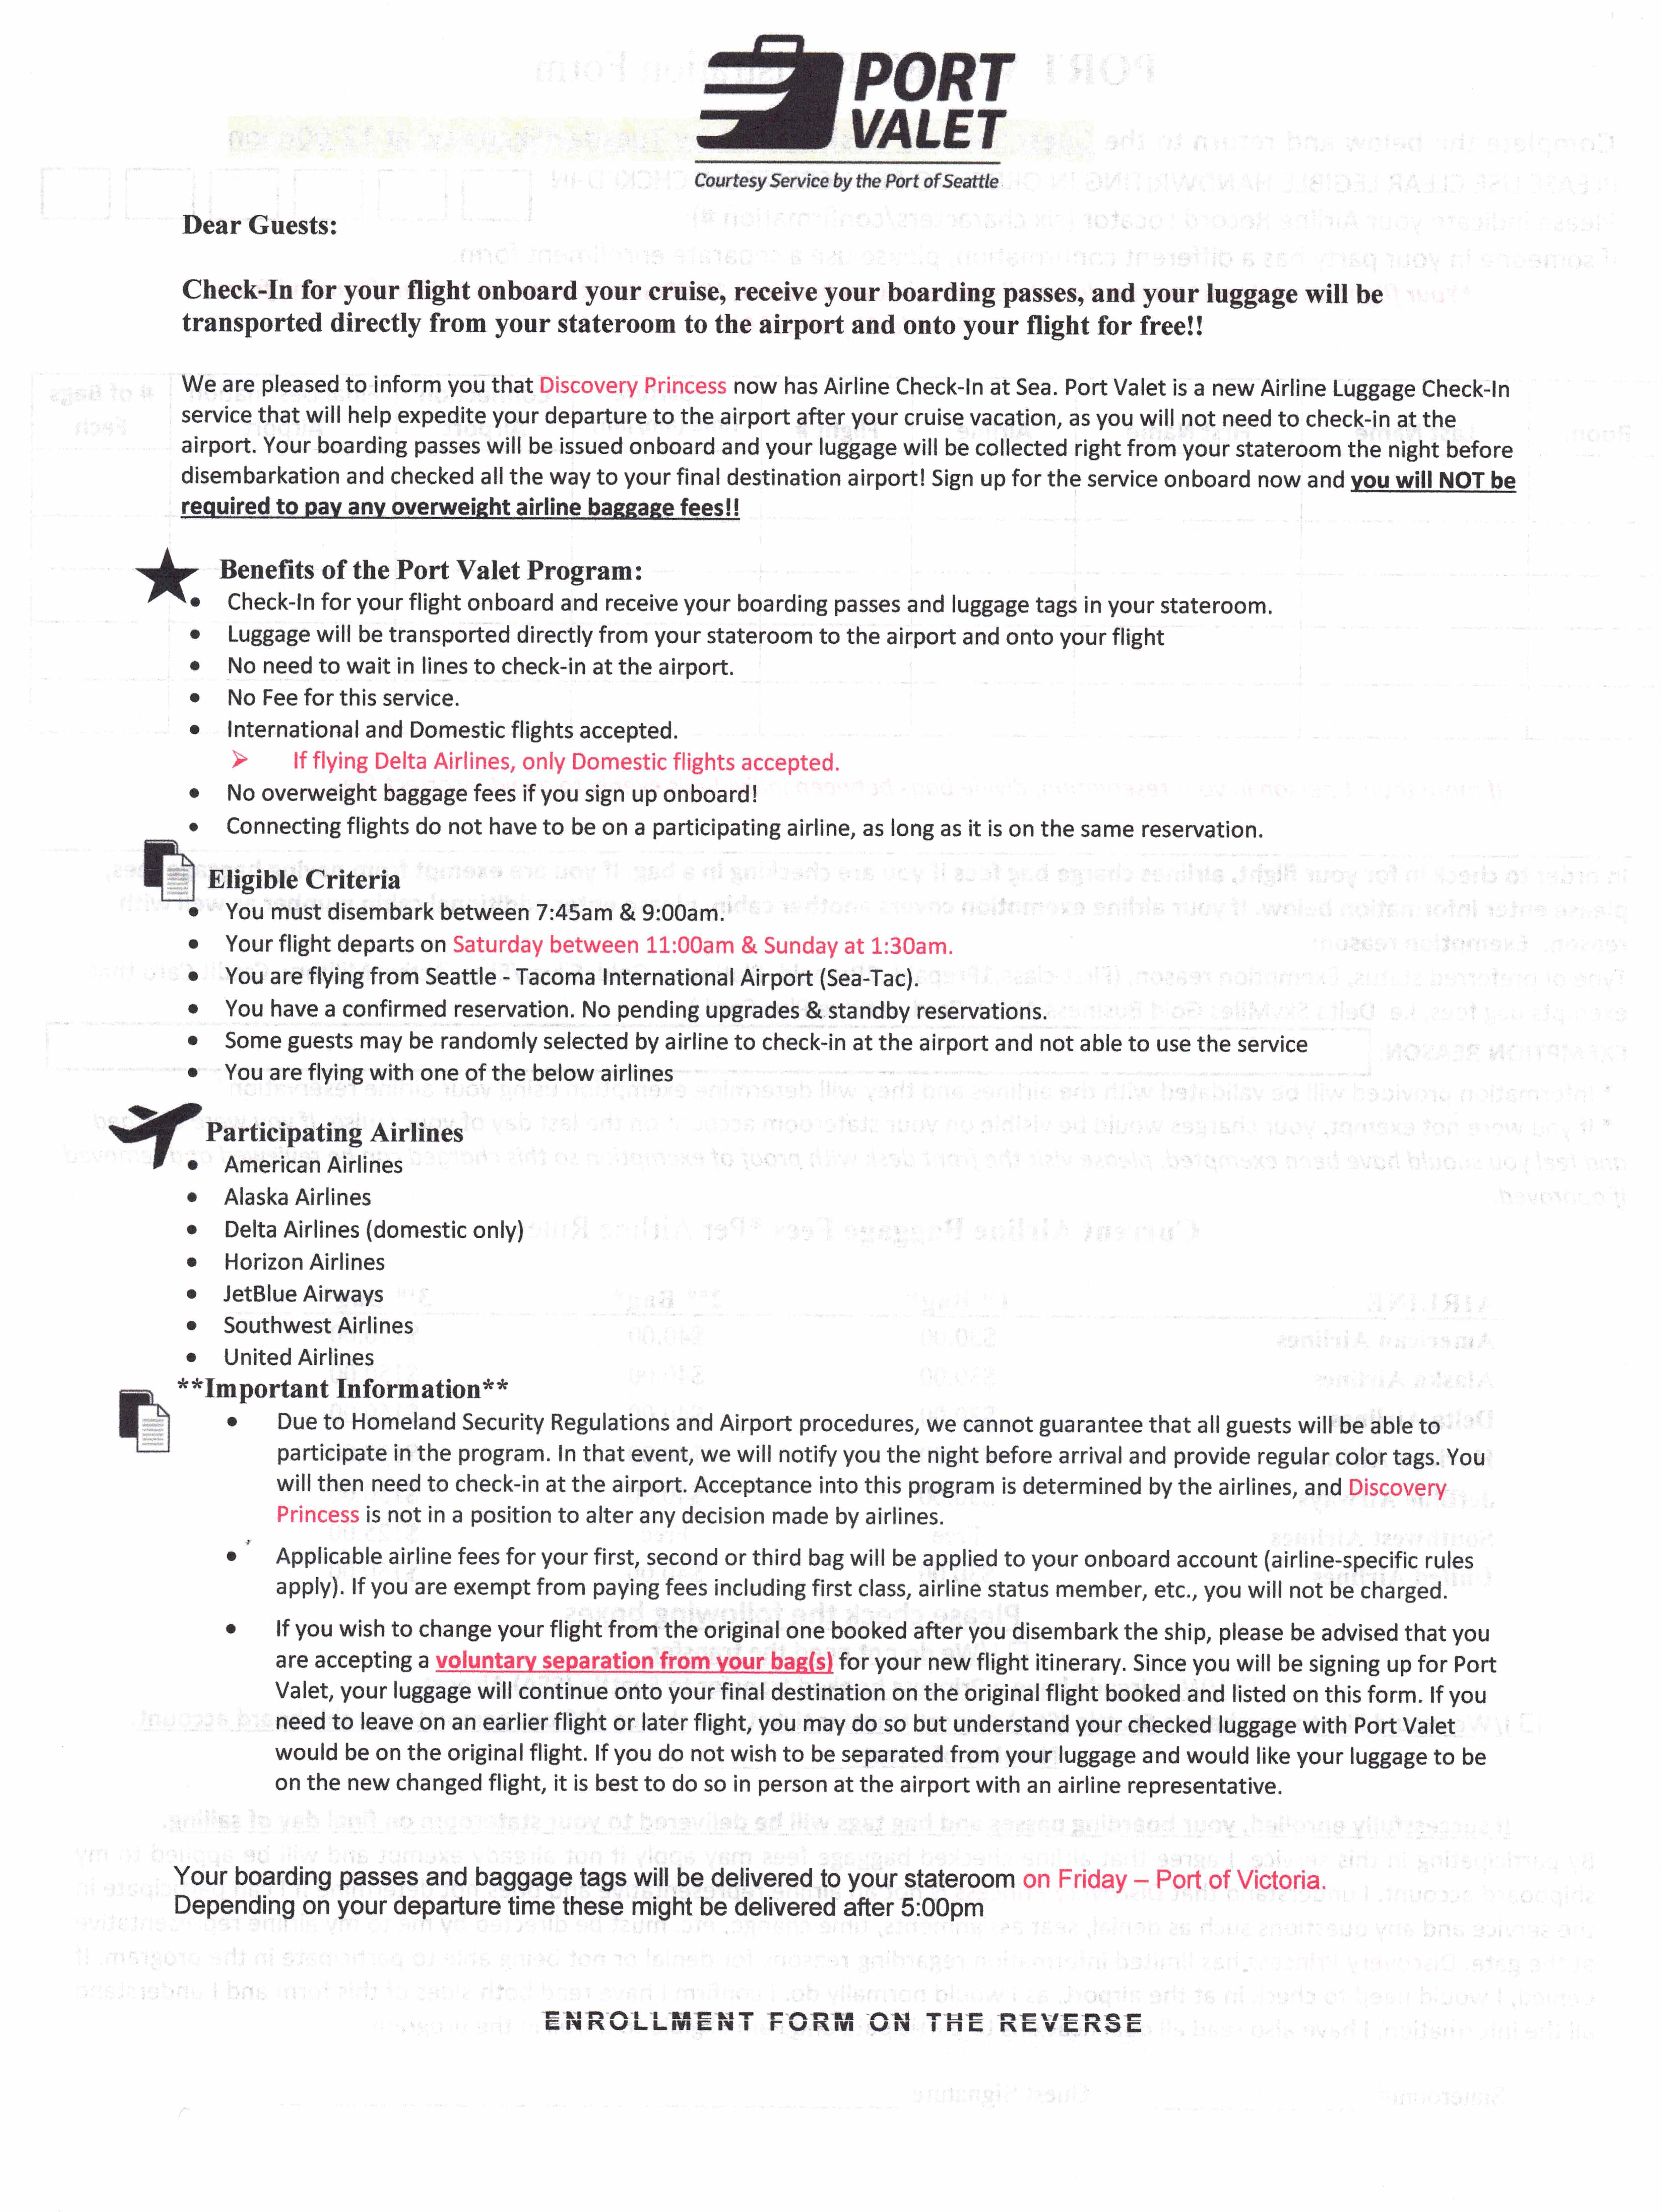 PORT
VALET
Courtesy Service by the Port of Seattle
Dear Guests:
Check-In for your flight onboard your cruise, receive your boarding passes, and your luggage will be
transported directly from your stateroom to the airport and onto your flight for free!!
We are pleased to inform you that Discovery Princess now has Airline Check-In at Sea. Port Valet is a new Airline Luggage Check-In
service that will help expedite your departure to the airport after your cruise vacation, as you will not need to check-in at the
airport. Your boarding passes will be issued onboard and your luggage will be collected right from your stateroom the night before
disembarkation and checked all the way to your final destination airport! Sign up for the service onboard now and you will NOT be
required to pay any overweight airline baggage fees!!
Benefits of the Port Valet Program:
• Check-In for your flight onboard and receive your boarding passes and luggage tags in your stateroom.
• Luggage will be transported directly from your stateroom to the airport and onto your flight
• No need to wait in lines to check-in at the airport.
• No Fee for this service.
• International and Domestic flights accepted.
➢ If flying Delta Airlines, only Domestic flights accepted.
• No overweight baggage fees if you sign up onboard!
• Connecting flights do not have to be on a participating airline, as long as it is on the same reservation.
Eligible Criteria
• You must disembark between 7:45am & 9:00am.
• Your flight departs on Saturday between 11:00am & Sunday at 1:30am.
• You are flying from Seattle - Tacoma International Airport (Sea-Tac).
• You have a confirmed reservation. No pending upgrades & standby reservations.
• Some guests may be randomly selected by airline to check-in at the airport and not able to use the service
• You are flying with one of the below airlines
Participating Airlines
• American Airlines
• Alaska Airlines
• Delta Airlines (domestic only)
• Horizon Airlines
• JetBlue Airways
• Southwest Airlines
• United Airlines
**Important Information**
• Due to Homeland Security Regulations and Airport procedures, we cannot guarantee that all guests will be able to
participate in the program. In that event, we will notify you the night before arrival and provide regular color tags. You
will then need to check-in at the airport. Acceptance into this program is determined by the airlines, and Discovery
Princess is not in a position to alter any decision made by airlines.
• Applicable airline fees for your first, second or third bag will be applied to your onboard account (airline-specific rules
apply). If you are exempt from paying fees including first class, airline status member, etc., you will not be charged.
• If you wish to change your flight from the original one booked after you disembark the ship, please be advised that you
are accepting a voluntary separation from your bag(s) for your new flight itinerary. Since you will be signing up for Port
Valet, your luggage will continue onto your final destination on the original flight booked and listed on this form. If you
need to leave on an earlier flight or later flight, you may do so but understand your checked luggage with Port Valet
would be on the original flight. If you do not wish to be separated from your luggage and would like your luggage to be
on the new changed flight, it is best to do so in person at the airport with an airline representative.
Your boarding passes and baggage tags will be delivered to your stateroom on Friday – Port of Victoria.
Depending on your departure time these might be delivered after 5:00pm
ENROLLMENT FORM ON THE REVERSE